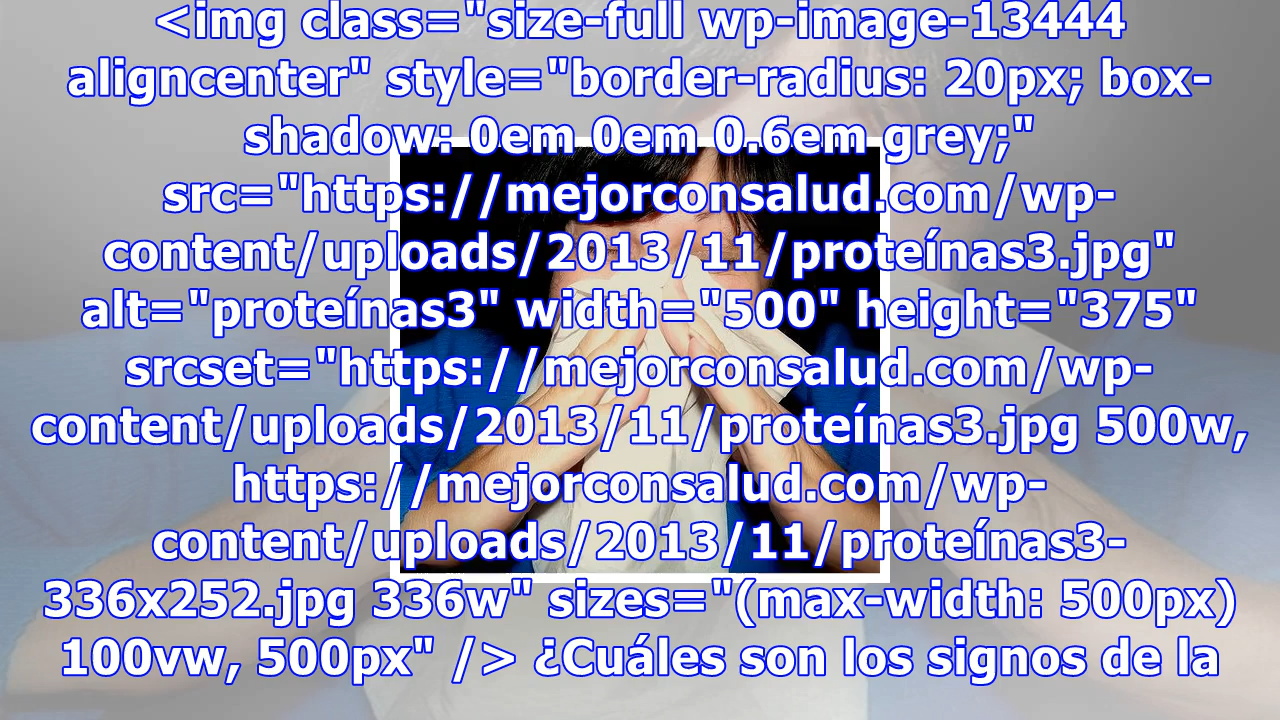 <img class="size-full wp-image-13444
aligncenter" style="border-radius: 20px; box-
shadow: 0em 0em 0.6em grey;"
src="https://mejorconsalud.com/wp-
content/uploads/2013/11/proteínas3.jpg"
alt="proteínas3" width="500" height="375"
srcset="https://mejorconsalud.com/wp-
content/uploads/2013/11/proteínas3.jpg 500w,
https://mejorconsalud.com/wp-
content/uploads/2013/11/proteínas3-
336x252.jpg 336w" sizes="(max-width: 500px)
100vw, 500px" /> ¿Cuáles son los signos de la